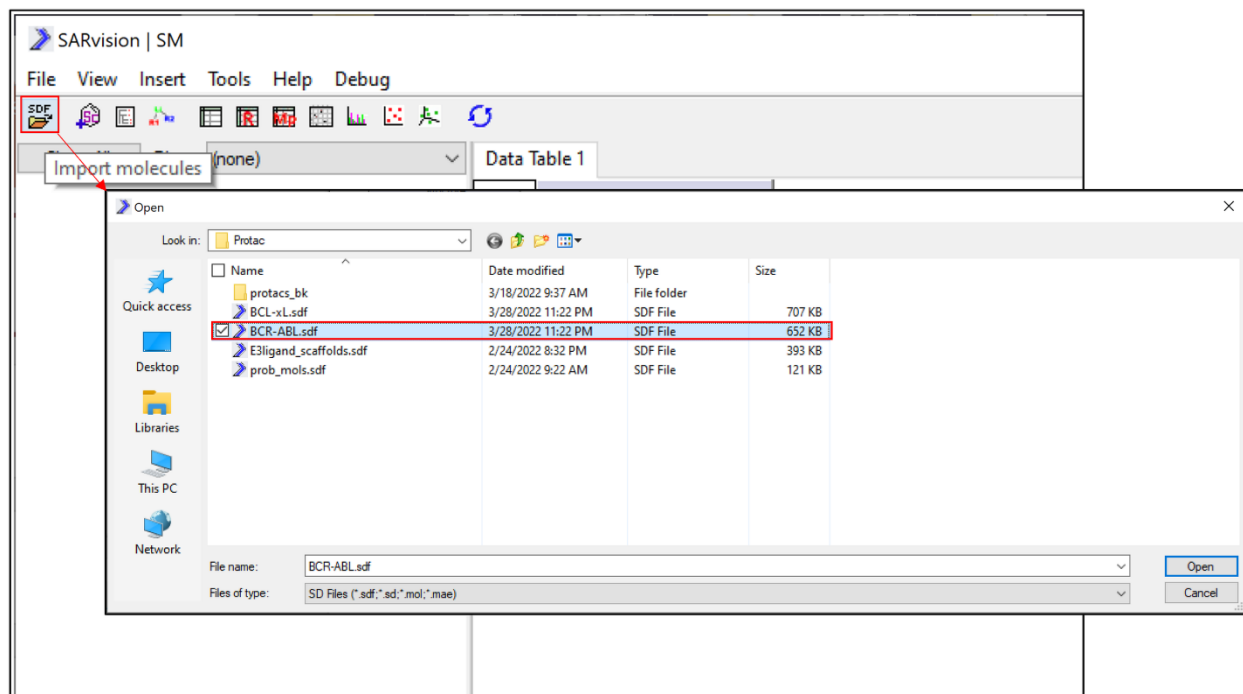 SARvision | SM
File View Insert Tools Help Debug
SDF
(none)
Data Table 1
Import molecules
Open
Look in: Protac
Name Date modified Type Size
protacs_bk 3/18/2022 9:37 AM File folder
BCL-xL.sdf 3/28/2022 11:22 PM SDF File 707 KB
BCR-ABL.sdf 3/28/2022 11:22 PM SDF File 652 KB
E3ligand_scaffolds.sdf 2/24/2022 8:32 PM SDF File 393 KB
prob_mols.sdf 2/24/2022 9:22 AM SDF File 121 KB
Quick access
Desktop
Libraries
This PC
Network
File name: BCR-ABL.sdf Open
Files of type: SD Files (*.sdf;*.sd;*.mol;*.mae) Cancel